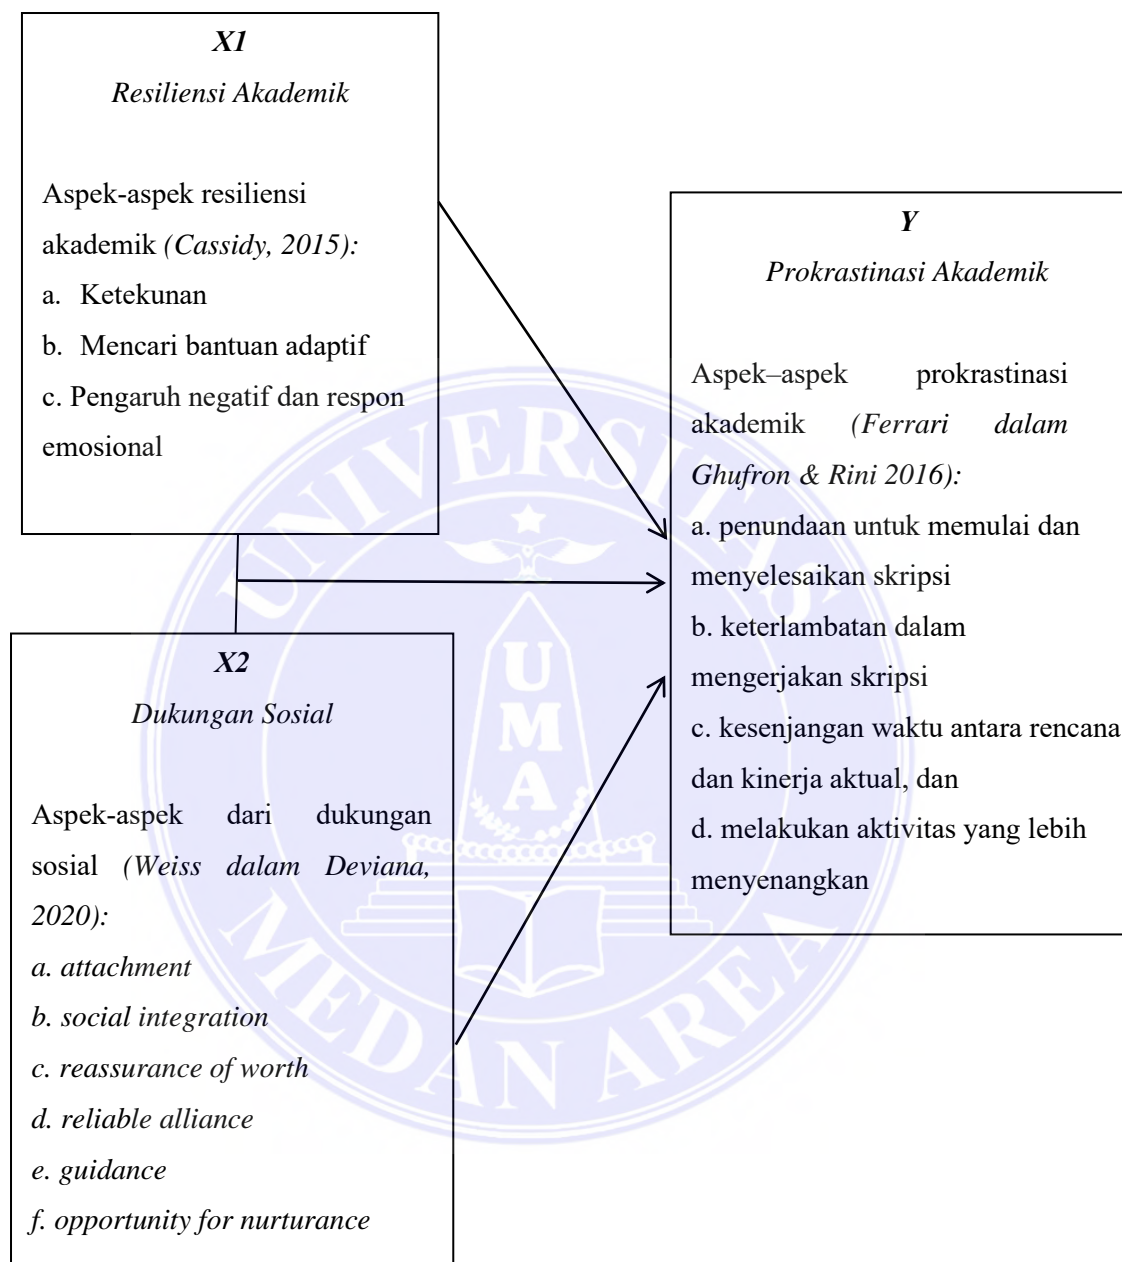 X1
Resiliensi Akademik
Aspek-aspek resiliensi
akademik (Cassidy, 2015):
a. Ketekunan
b. Mencari bantuan adaptif
c. Pengaruh negatif dan respon
emosional
X2
Dukungan Sosial
Aspek-aspek dari dukungan
sosial (Weiss dalam Deviana,
2020):
a. attachment
b. social integration
c. reassurance of worth
d. reliable alliance
e. guidance
f. opportunity for nurturance
Y
Prokrastinasi Akademik
Aspek–aspek prokrastinasi
akademik (Ferrari dalam
Ghufron & Rini 2016):
a. penundaan untuk memulai dan
menyelesaikan skripsi
b. keterlambatan dalam
mengerjakan skripsi
c. kesenjangan waktu antara rencana
dan kinerja aktual, dan
d. melakukan aktivitas yang lebih
menyenangkan
UNIVERSITAS
UMA
MEDAN AREA